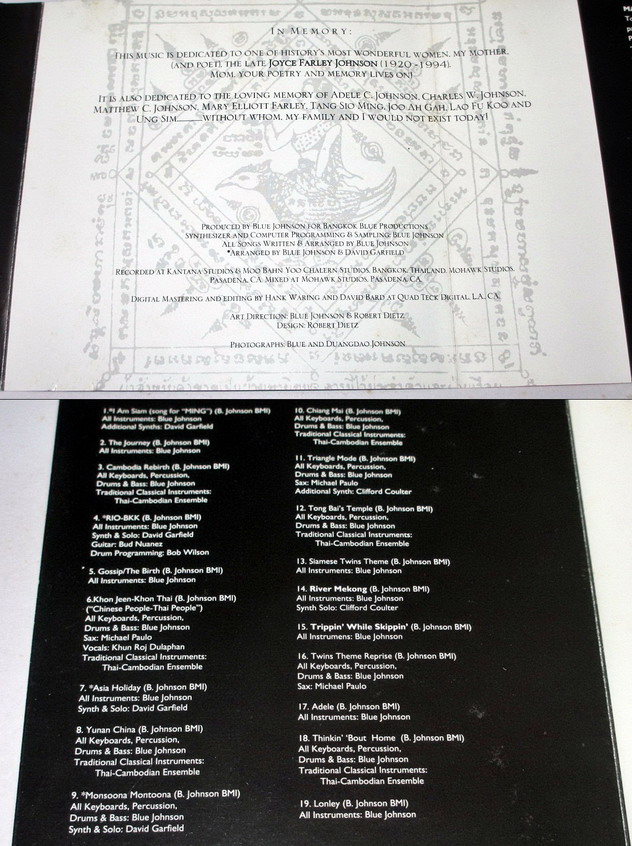 IN MEMORY:
THIS MUSIC IS DEDICATED TO ONE OF HISTORY'S MOST WONDERFUL WOMEN, MY MOTHER,
(AND POET), THE LATE JOYCE FARLEY JOHNSON (1920-1994).
MOM, YOUR POETRY AND MEMORY LIVES ON!
IT IS ALSO DEDICATED TO THE LOVING MEMORY OF ADELE C. JOHNSON, CHARLES W. JOHNSON,
MATTHEW C. JOHNSON, MARY ELLIOTT FARLEY, TANG SIO MING, JOO AH GAH, LAO FU KOO AND
UNG SIM____WITHOUT WHOM, MY FAMILY AND I WOULD NOT EXIST TODAY!
PRODUCED BY BLUE JOHNSON FOR BANGKOK BLUE PRODUCTIONS
SYNTHESIZER AND COMPUTER PROGRAMMING & SAMPLING: BLUE JOHNSON
ALL SONGS WRITTEN & ARRANGED BY BLUE JOHNSON
*ARRANGED BY BLUE JOHNSON & DAVID GARFIELD
RECORDED AT KANTANA STUDIOS & MOO BAHN YOO CHALERN STUDIOS, BANGKOK, THAILAND. MOHAWK STUDIOS,
PASADENA, CA. MIXED AT MOHAWK STUDIOS, PASADENA, CA.
DIGITAL MASTERING AND EDITING BY HANK WARING AND DAVID BARD AT QUAD TECK DIGITAL, L.A., CA.
ART DIRECTION: BLUE JOHNSON & ROBERT DIETZ
DESIGN: ROBERT DIETZ
PHOTOGRAPHS: BLUE AND DUANGDAO JOHNSON
1.*I Am Siam (song for "MING") (B. Johnson BMI)
All Instruments: Blue Johnson
Additional Synths: David Garfield
2. The Journey (B. Johnson BMI)
All Instruments: Blue Johnson
3. Cambodia Rebirth (B. Johnson BMI)
All Keyboards, Percussion,
Drums & Bass: Blue Johnson
Traditional Classical Instruments:
Thai-Cambodian Ensemble
4. *RIO-BKK (B. Johnson BMI)
All Instruments: Blue Johnson
Synth & Solo: David Garfield
Guitar: Bud Nuanez
Drum Programming: Bob Wilson
5. Gossip/The Birth (B. Johnson BMI)
All Instruments: Blue Johnson
6.Khon Jeen-Khon Thai (B. Johnson BMI)
("Chinese People-Thai People")
All Keyboards, Percussion,
Drums & Bass: Blue Johnson
Sax: Michael Paulo
Vocals: Khun Roj Dulaphan
Traditional Classical Instruments:
Thai-Cambodian Ensemble
7. *Asia Holiday (B. Johnson BMI)
All Instruments: Blue Johnson
Synth & Solo: David Garfield
8. Yunan China (B. Johnson BMI)
All Keyboards, Percussion,
Drums & Bass: Blue Johnson
Traditional Classical Instruments:
Thai-Cambodian Ensemble
9. *Monsoona Montoona (B. Johnson BMI)
All Keyboards, Percussion,
Drums & Bass: Blue Johnson
Synth & Solo: David Garfield
10. Chiang Mai (B. Johnson BMI)
All Keyboards, Percussion,
Drums & Bass: Blue Johnson
Traditional Classical Instruments:
Thai-Cambodian Ensemble
11. Triangle Mode (B. Johnson BMI)
All Keyboards, Percussion,
Drums & Bass: Blue Johnson
Sax: Michael Paulo
Additional Synth: Clifford Coulter
12. Tong Bai's Temple (B. Johnson BMI)
All Keyboards, Percussion,
Drums & Bass: Blue Johnson
Traditional Classical Instruments:
Thai-Cambodian Ensemble
13. Siamese Twins Theme (B. Johnson BMI)
All Instruments: Blue Johnson
14. River Mekong (B. Johnson BMI)
All Instruments: Blue Johnson
Synth Solo: Clifford Coulter
15. Trippin' While Skippin' (B. Johnson BMI)
All Instrumens: Blue Johnson
16. Twins Theme Reprise (B. Johnson BMI)
All Keyboards, Percussion,
Drums & Bass: Blue Johnson
Sax: Michael Paulo
17. Adele (B. Johnson BMI)
All Instruments: Blue Johnson
18. Thinkin' 'Bout Home (B. Johnson BMI)
All Keyboards, Percussion,
Drums & Bass: Blue Johnson
Traditional Classical Instruments:
Thai-Cambodian Ensemble
19. Lonley (B. Johnson BMI)
All Instruments: Blue Johnson